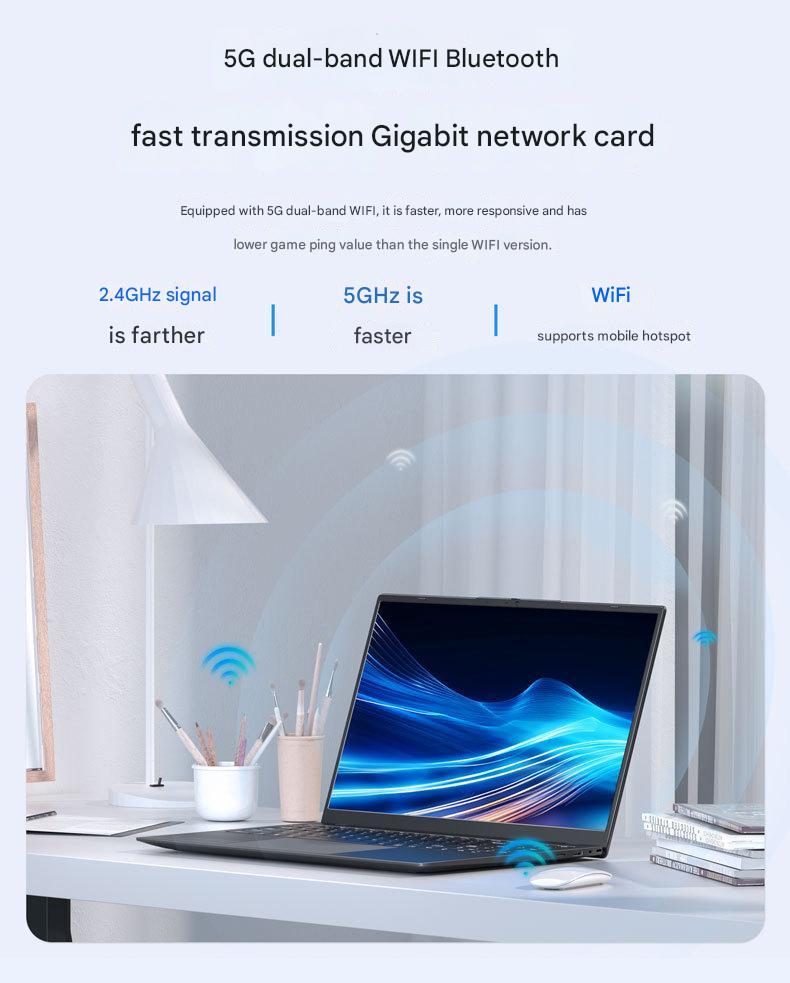 5G dual-band WIFI Bluetooth
fast transmission Gigabit network card
Equipped with 5G dual-band WIFI, it is faster, more responsive and has
lower game ping value than the single WIFI version.
2.4GHz signal
is farther
5GHz is
faster
WiFi
supports mobile hotspot